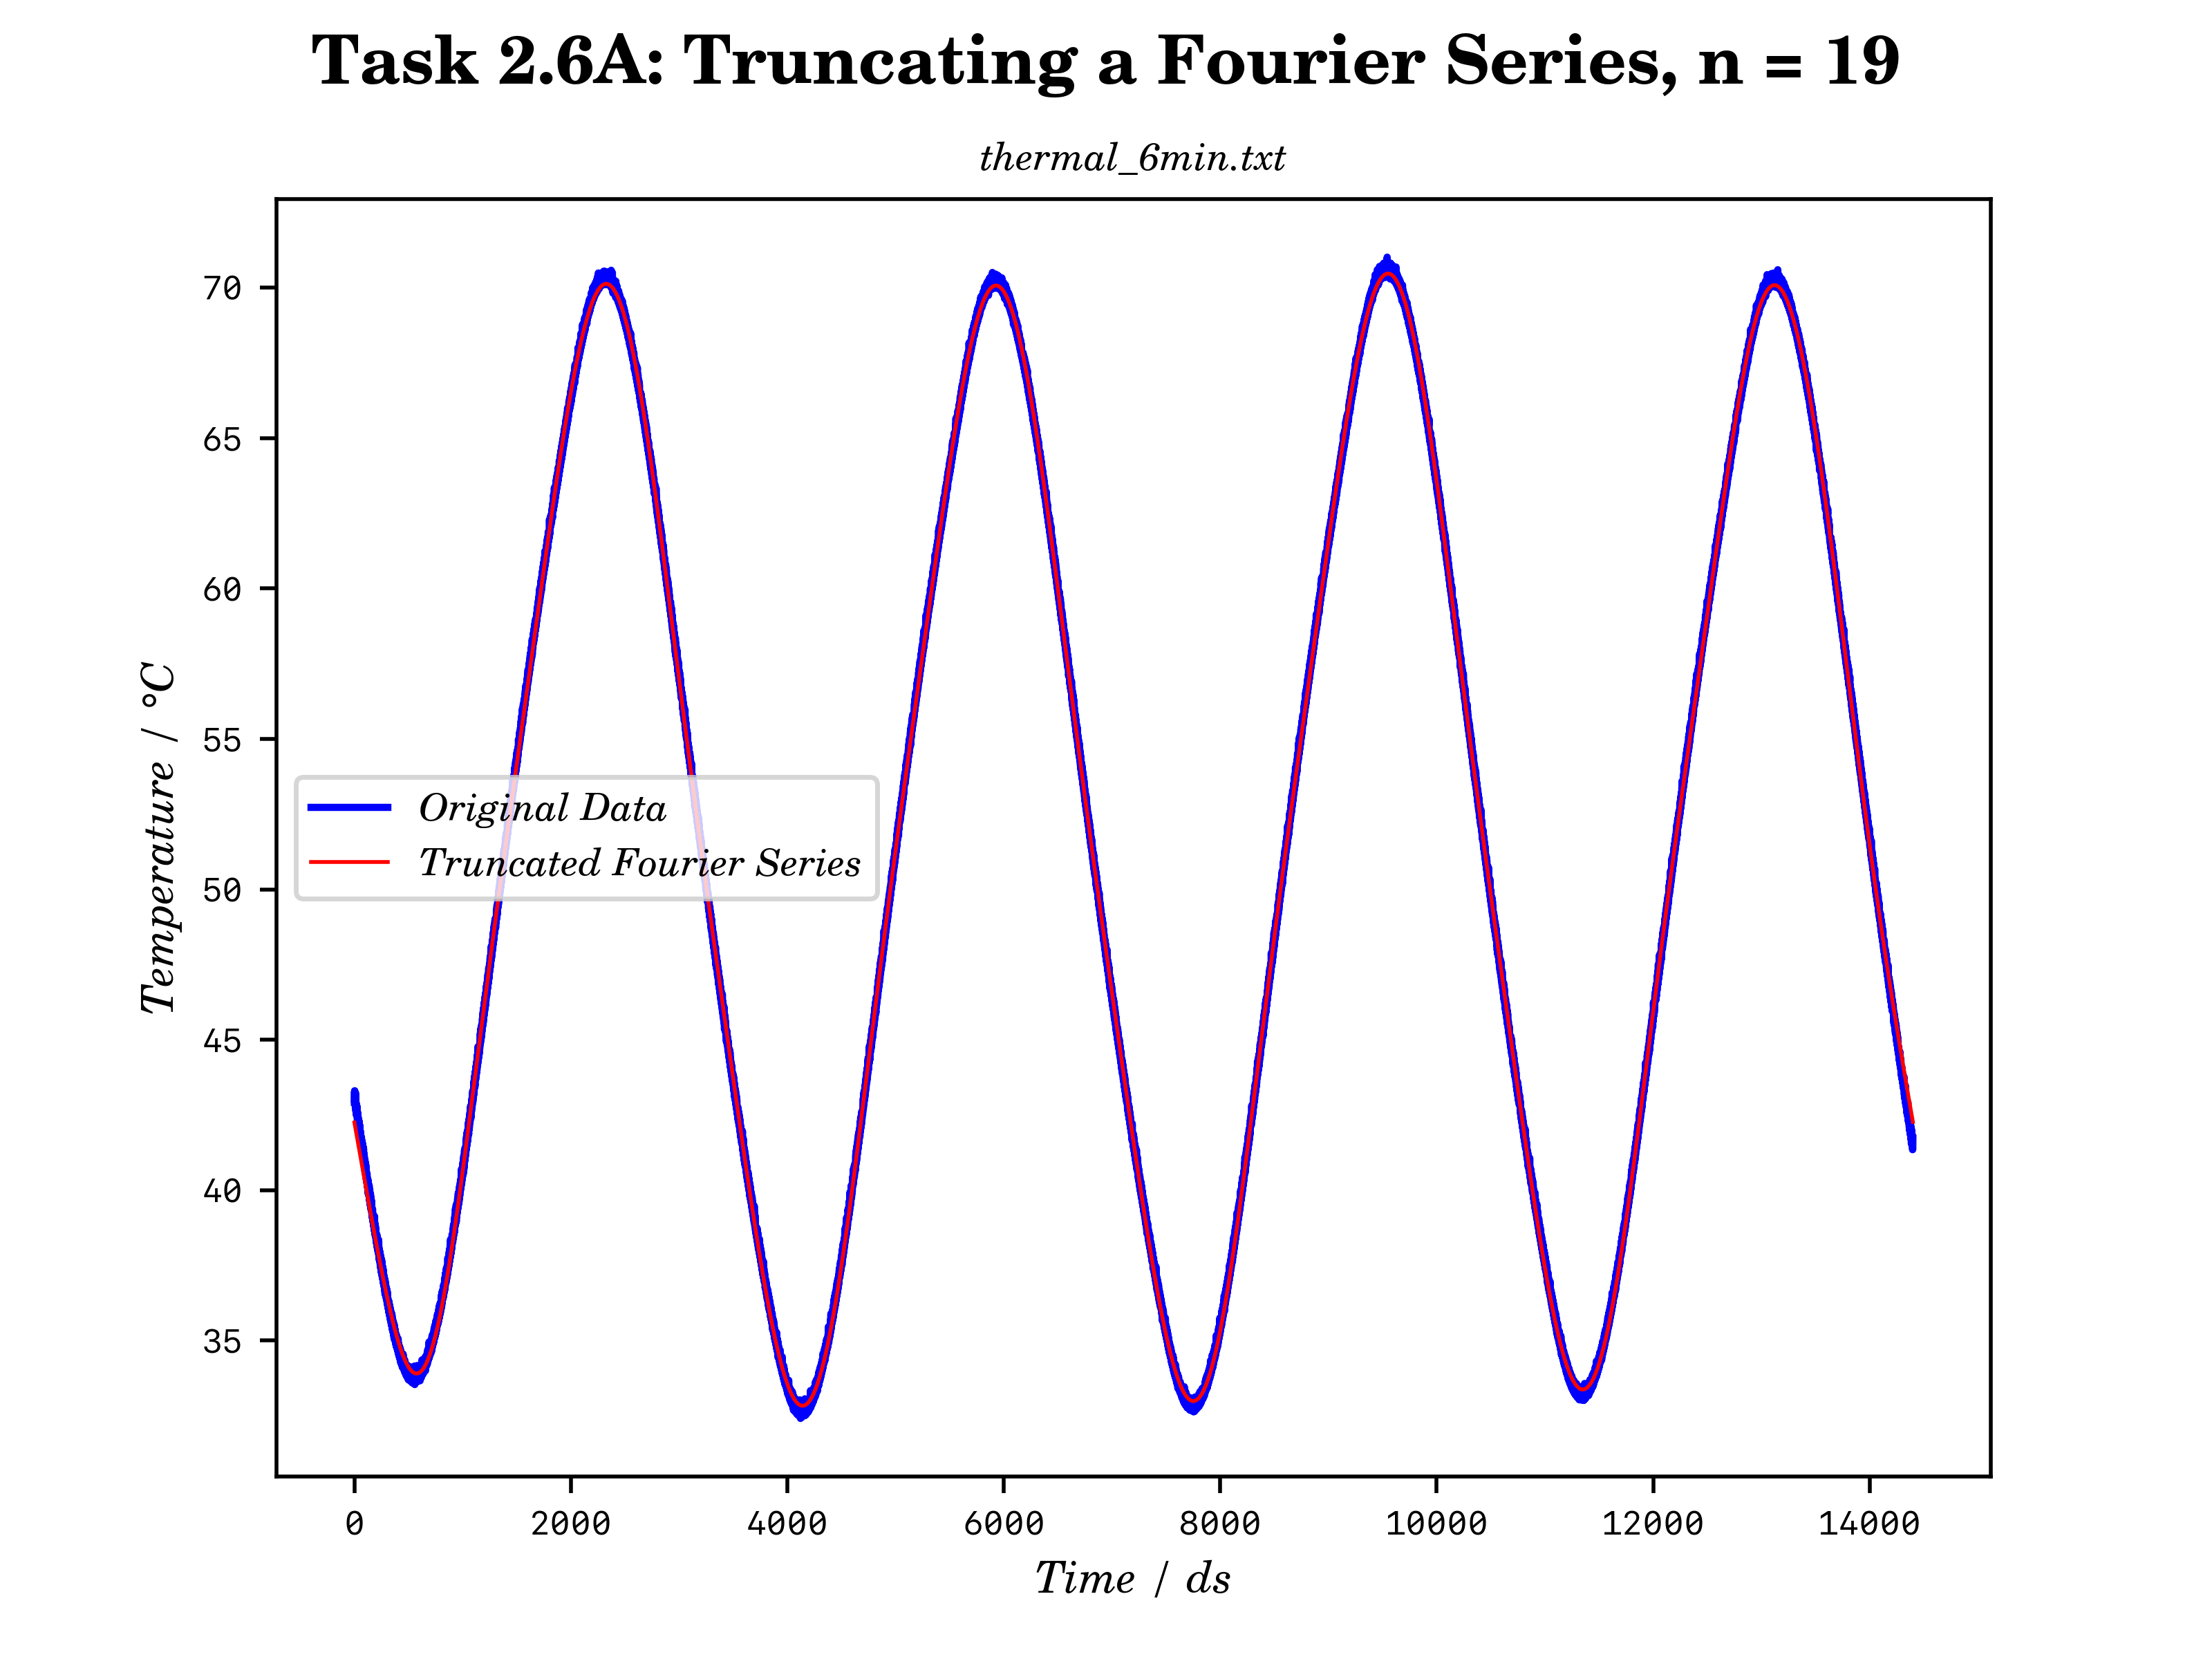 Task 2.6A: Truncating a Fourier Series, n = 19
thermal_6min.txt
70
65
60
55
50
45
40
35
Temperature / °C
Original Data
Truncated Fourier Series
0 2000 4000 6000 8000 10000 12000 14000
Time / ds